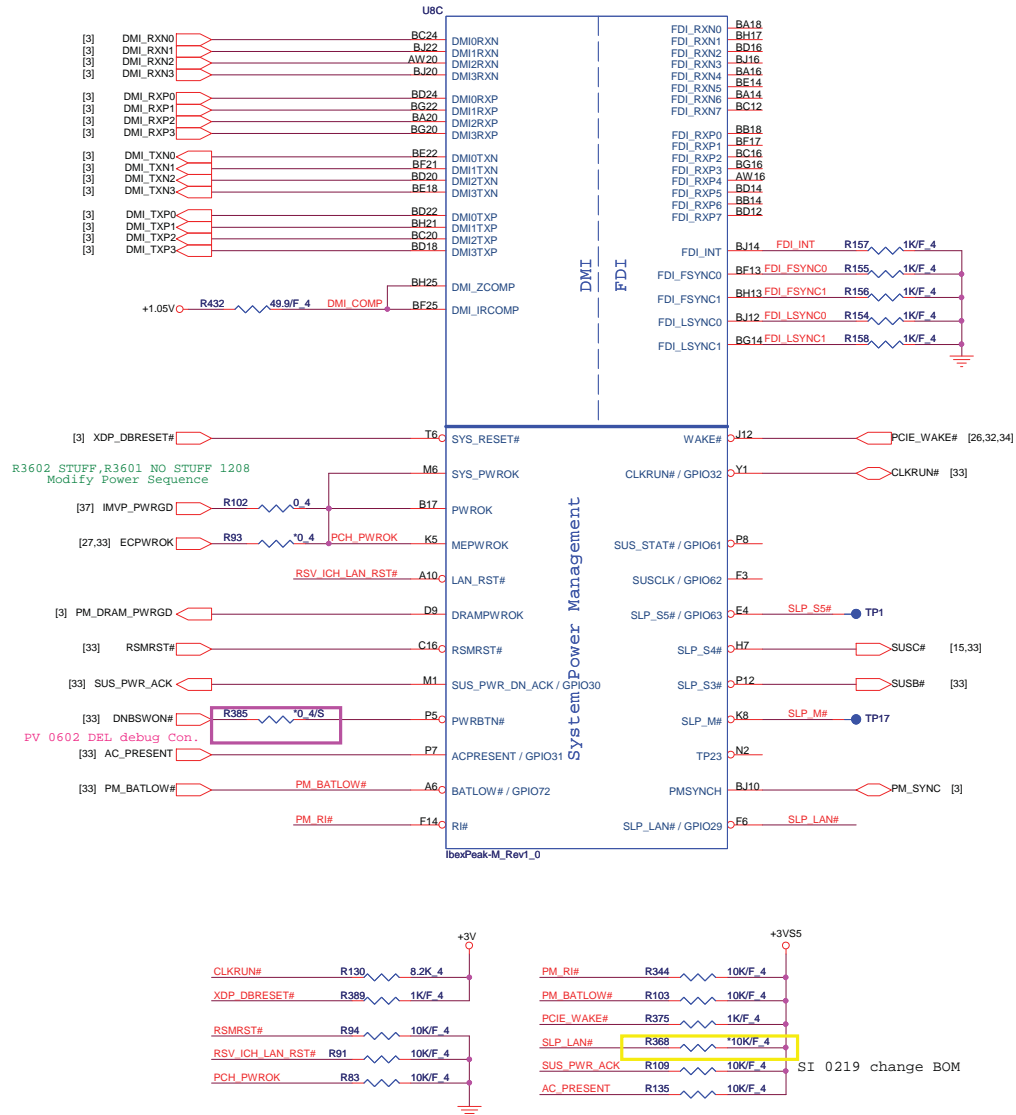 U8C
[3] DMI_RXN0 BC24 DMI0RXN
[3] DMI_RXN1 BJ22 DMI1RXN
[3] DMI_RXN2 AW20 DMI2RXN
[3] DMI_RXN3 BJ20 DMI3RXN
[3] DMI_RXP0 BD24 DMI0RXP
[3] DMI_RXP1 BG22 DMI1RXP
[3] DMI_RXP2 BA20 DMI2RXP
[3] DMI_RXP3 BG20 DMI3RXP
[3] DMI_TXN0 BE22 DMI0TXN
[3] DMI_TXN1 BF21 DMI1TXN
[3] DMI_TXN2 BD20 DMI2TXN
[3] DMI_TXN3 BE18 DMI3TXN
[3] DMI_TXP0 BD22 DMI0TXP
[3] DMI_TXP1 BH21 DMI1TXP
[3] DMI_TXP2 BC20 DMI2TXP
[3] DMI_TXP3 BD18 DMI3TXP
BH25 DMI_ZCOMP
+1.05V R432 49.9/F_4 DMI_COMP BF25 DMI_IRCOMP
DMI
FDI
FDI_RXN0 BA18
FDI_RXN1 BH17
FDI_RXN2 BD16
FDI_RXN3 BJ16
FDI_RXN4 BA16
FDI_RXN5 BE14
FDI_RXN6 BA14
FDI_RXN7 BC12
FDI_RXP0 BB18
FDI_RXP1 BF17
FDI_RXP2 BC16
FDI_RXP3 BG16
FDI_RXP4 AW16
FDI_RXP5 BD14
FDI_RXP6 BB14
FDI_RXP7 BD12
FDI_INT BJ14 FDI_INT R157 1K/F_4
FDI_FSYNC0 BF13 FDI_FSYNC0 R155 1K/F_4
FDI_FSYNC1 BH13 FDI_FSYNC1 R156 1K/F_4
FDI_LSYNC0 BJ12 FDI_LSYNC0 R154 1K/F_4
FDI_LSYNC1 BG14 FDI_LSYNC1 R158 1K/F_4
[3] XDP_DBRESET# T6 SYS_RESET#
R3602 STUFF,R3601 NO STUFF 1208
Modify Power Sequence
M6 SYS_PWROK
[37] IMVP_PWRGD R102 0_4 B17 PWROK
[27,33] ECPWROK R93 *0_4 PCH_PWROK K5 MEPWROK
RSV_ICH_LAN_RST# A10 LAN_RST#
[3] PM_DRAM_PWRGD D9 DRAMPWROK
[33] RSMRST# C16 RSMRST#
[33] SUS_PWR_ACK M1 SUS_PWR_DN_ACK / GPIO30
[33] DNBSWON# R385 *0_4/S P5 PWRBTN#
PV 0602 DEL debug Con.
[33] AC_PRESENT P7 ACPRESENT / GPIO31
[33] PM_BATLOW# PM_BATLOW# A6 BATLOW# / GPIO72
PM_RI# F14 RI#
System Power Management
WAKE# J12 PCIE_WAKE# [26,32,34]
CLKRUN# / GPIO32 Y1 CLKRUN# [33]
SUS_STAT# / GPIO61 P8
SUSCLK / GPIO62 F3
SLP_S5# / GPIO63 E4 SLP_S5# TP1
SLP_S4# H7 SUSC# [15,33]
SLP_S3# P12 SUSB# [33]
SLP_M# K8 SLP_M# TP17
TP23 N2
PMSYNCH BJ10 PM_SYNC [3]
SLP_LAN# / GPIO29 F6 SLP_LAN#
IbexPeak-M_Rev1_0
+3V
CLKRUN# R130 8.2K_4
XDP_DBRESET# R389 1K/F_4
RSMRST# R94 10K/F_4
RSV_ICH_LAN_RST# R91 10K/F_4
PCH_PWROK R83 10K/F_4
+3VS5
PM_RI# R344 10K/F_4
PM_BATLOW# R103 10K/F_4
PCIE_WAKE# R375 1K/F_4
SLP_LAN# R368 *10K/F_4
SI 0219 change BOM
SUS_PWR_ACK R109 10K/F_4
AC_PRESENT R135 10K/F_4